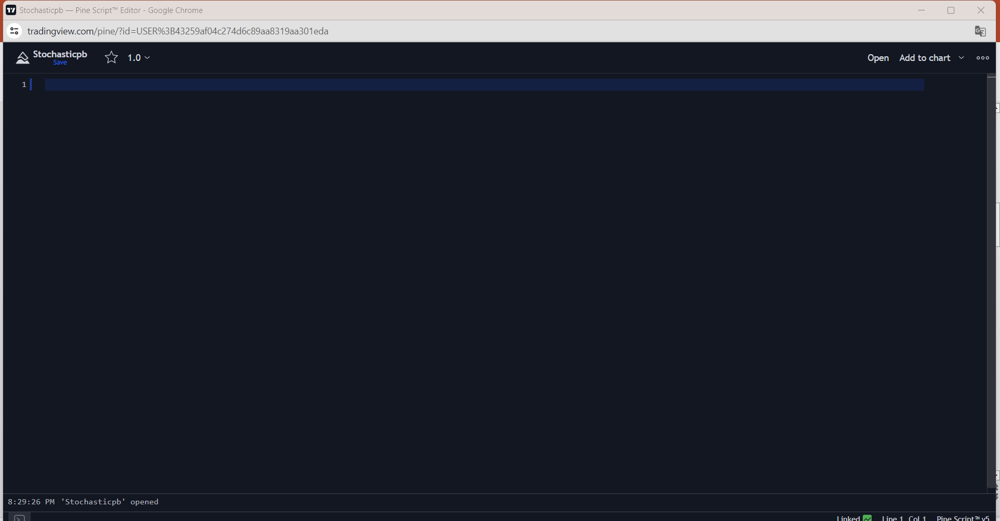 Stochasticpb — Pine Script™ Editor - Google Chrome
tradingview.com/pine/?id=USER%3B43259af04c274d6c89aa8319aa301eda
Stochasticpb
Save
1.0
Open
Add to chart
1
8:29:26 PM 'Stochasticpb' opened
Linked
Line 1, Col 1
Pine Script™ v5